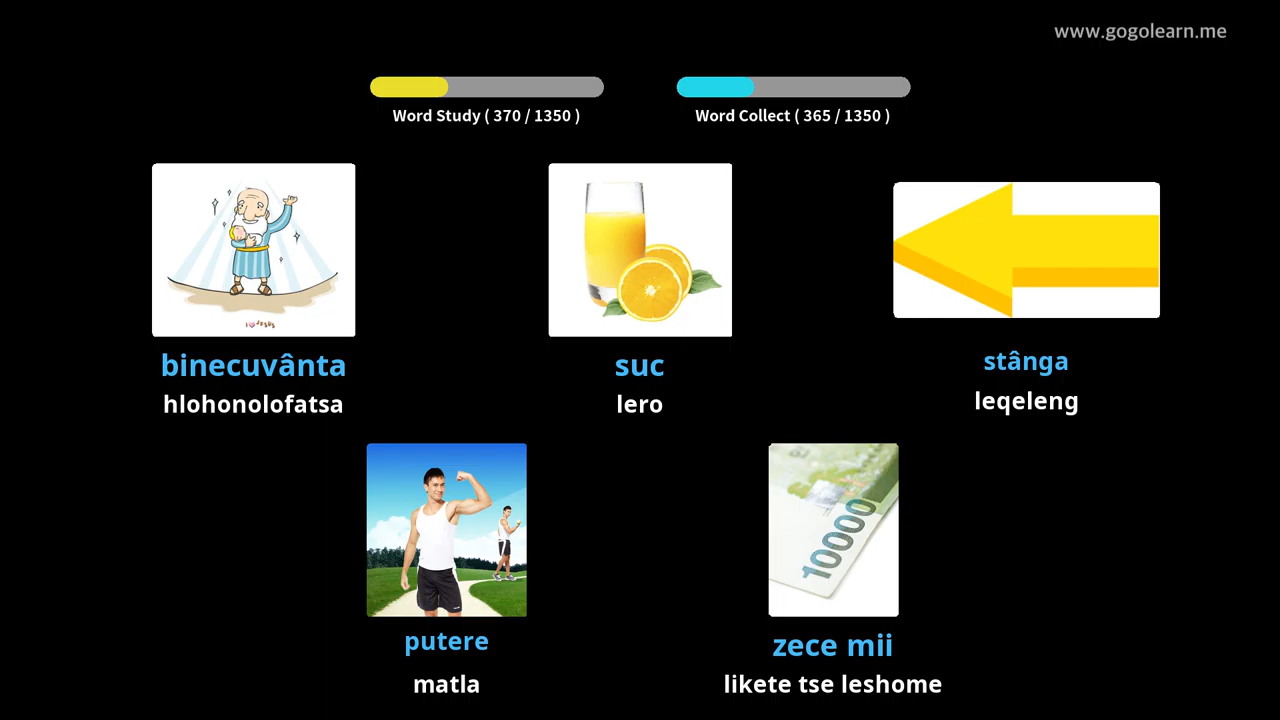 www.gogolearn.me
Word Study ( 370 / 1350 )
Word Collect ( 365 / 1350 )
I ♥ JESUS
binecuvânta
hlohonolofatsa
suc
lero
stânga
leqeleng
10000
putere
matla
zece mii
likete tse leshome